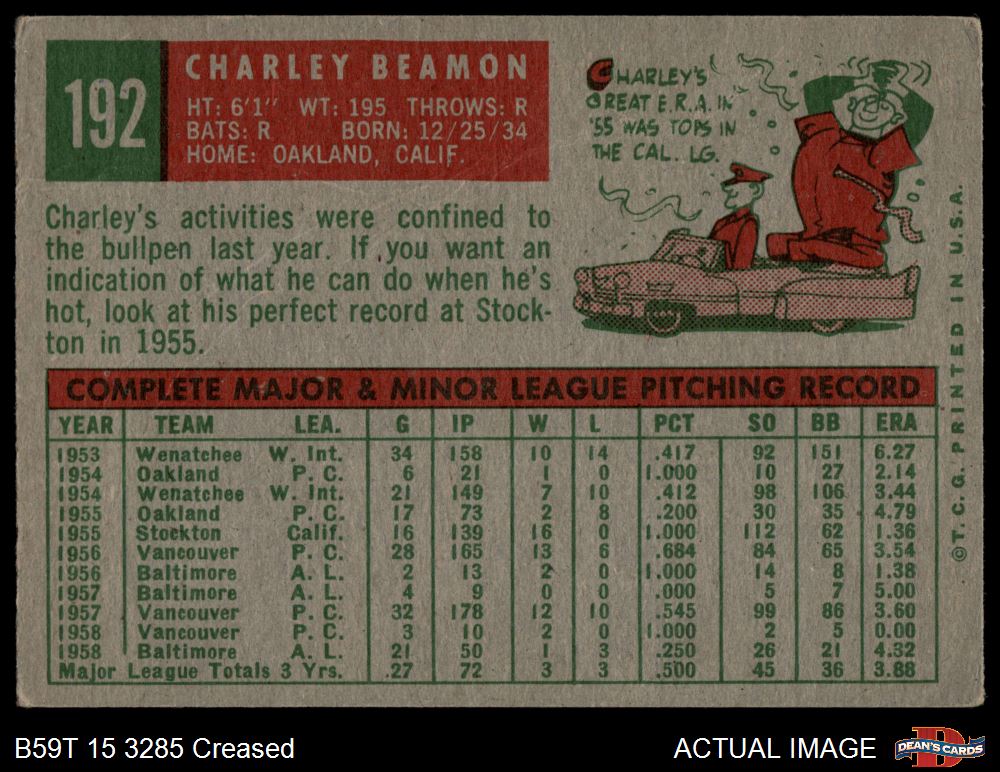 192
CHARLEY BEAMON
HT: 6'1" WT: 195 THROWS: R
BATS: R BORN: 12/25/34
HOME: OAKLAND, CALIF.
CHARLEY'S
GREAT E.R.A. IN
'55 WAS TOPS IN
THE CAL. LG.
Charley's activities were confined to
the bullpen last year. If you want an
indication of what he can do when he's
hot, look at his perfect record at Stock-
ton in 1955.
COMPLETE MAJOR & MINOR LEAGUE PITCHING RECORD
YEAR TEAM LEA. G IP W L PCT SO BB ERA
1953 Wenatchee W. Int. 34 158 10 14 .417 92 151 6.27
1954 Oakland P. C. 6 21 1 0 1.000 10 27 2.14
1954 Wenatchee W. Int. 21 149 7 10 .412 98 106 3.44
1955 Oakland P. C. 17 73 2 8 .200 30 35 4.79
1955 Stockton Calif. 16 139 16 0 1.000 112 62 1.36
1956 Vancouver P. C. 28 165 13 6 .684 84 65 3.54
1956 Baltimore A. L. 2 13 2 0 1.000 14 8 1.38
1957 Baltimore A. L. 4 9 0 0 .000 5 7 5.00
1957 Vancouver P. C. 32 178 12 10 .545 99 86 3.60
1958 Vancouver P. C. 3 10 2 0 1.000 2 5 0.00
1958 Baltimore A. L. 21 50 1 3 .250 26 21 4.32
Major League Totals 3 Yrs. 27 72 3 3 .500 45 36 3.88
©T.C.G. PRINTED IN U.S.A.
B59T 15 3285 Creased
ACTUAL IMAGE
DEAN'S CARDS